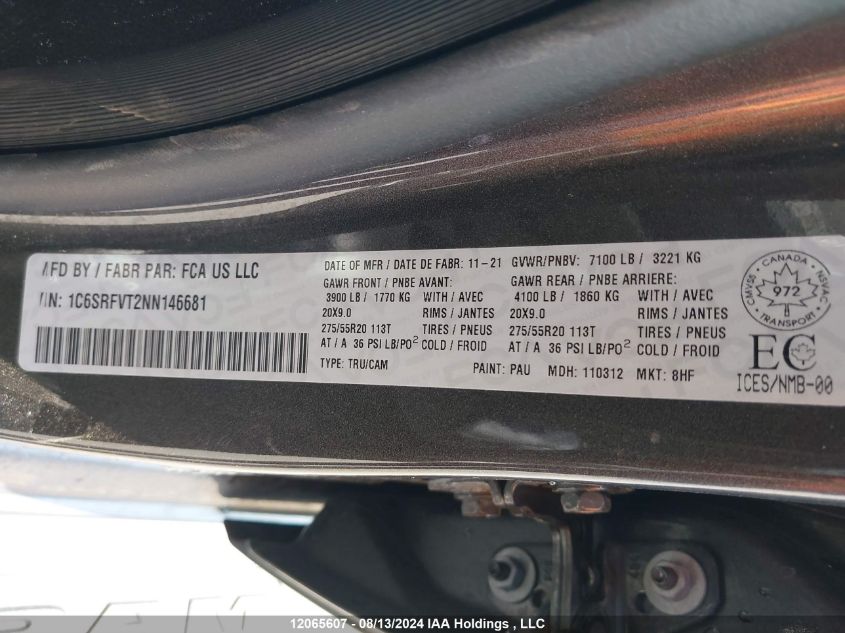 MFD BY / FABR PAR: FCA US LLC
VIN: 1C6SRFVT2NN146681
DATE OF MFR / DATE DE FABR: 11-21
GVWR/PNBV: 7100 LB / 3221 KG
GAWR FRONT / PNBE AVANT:
3900 LB / 1770 KG WITH / AVEC
20X9.0 RIMS / JANTES
275/55R20 113T TIRES / PNEUS
AT / A 36 PSI LB/PO² COLD / FROID
GAWR REAR / PNBE ARRIERE:
4100 LB / 1860 KG WITH / AVEC
20X9.0 RIMS / JANTES
275/55R20 113T TIRES / PNEUS
AT / A 36 PSI LB/PO² COLD / FROID
TYPE: TRU/CAM
PAINT: PAU MDH: 110312 MKT: 8HF
CANADA
CMVSS
NSVAC
972
TRANSPORT
EC
ICES/NMB-00
12065607 - 08/13/2024 IAA Holdings , LLC